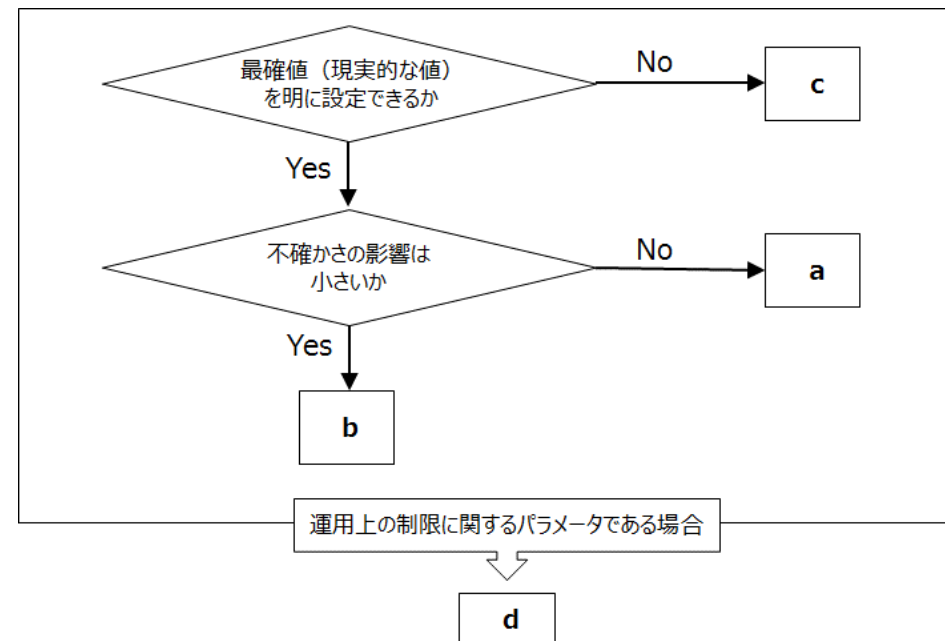 最確値（現実的な値）
を明に設定できるか
No
c
Yes
不確かさの影響は
小さいか
No
a
Yes
b
運用上の制限に関するパラメータである場合
d